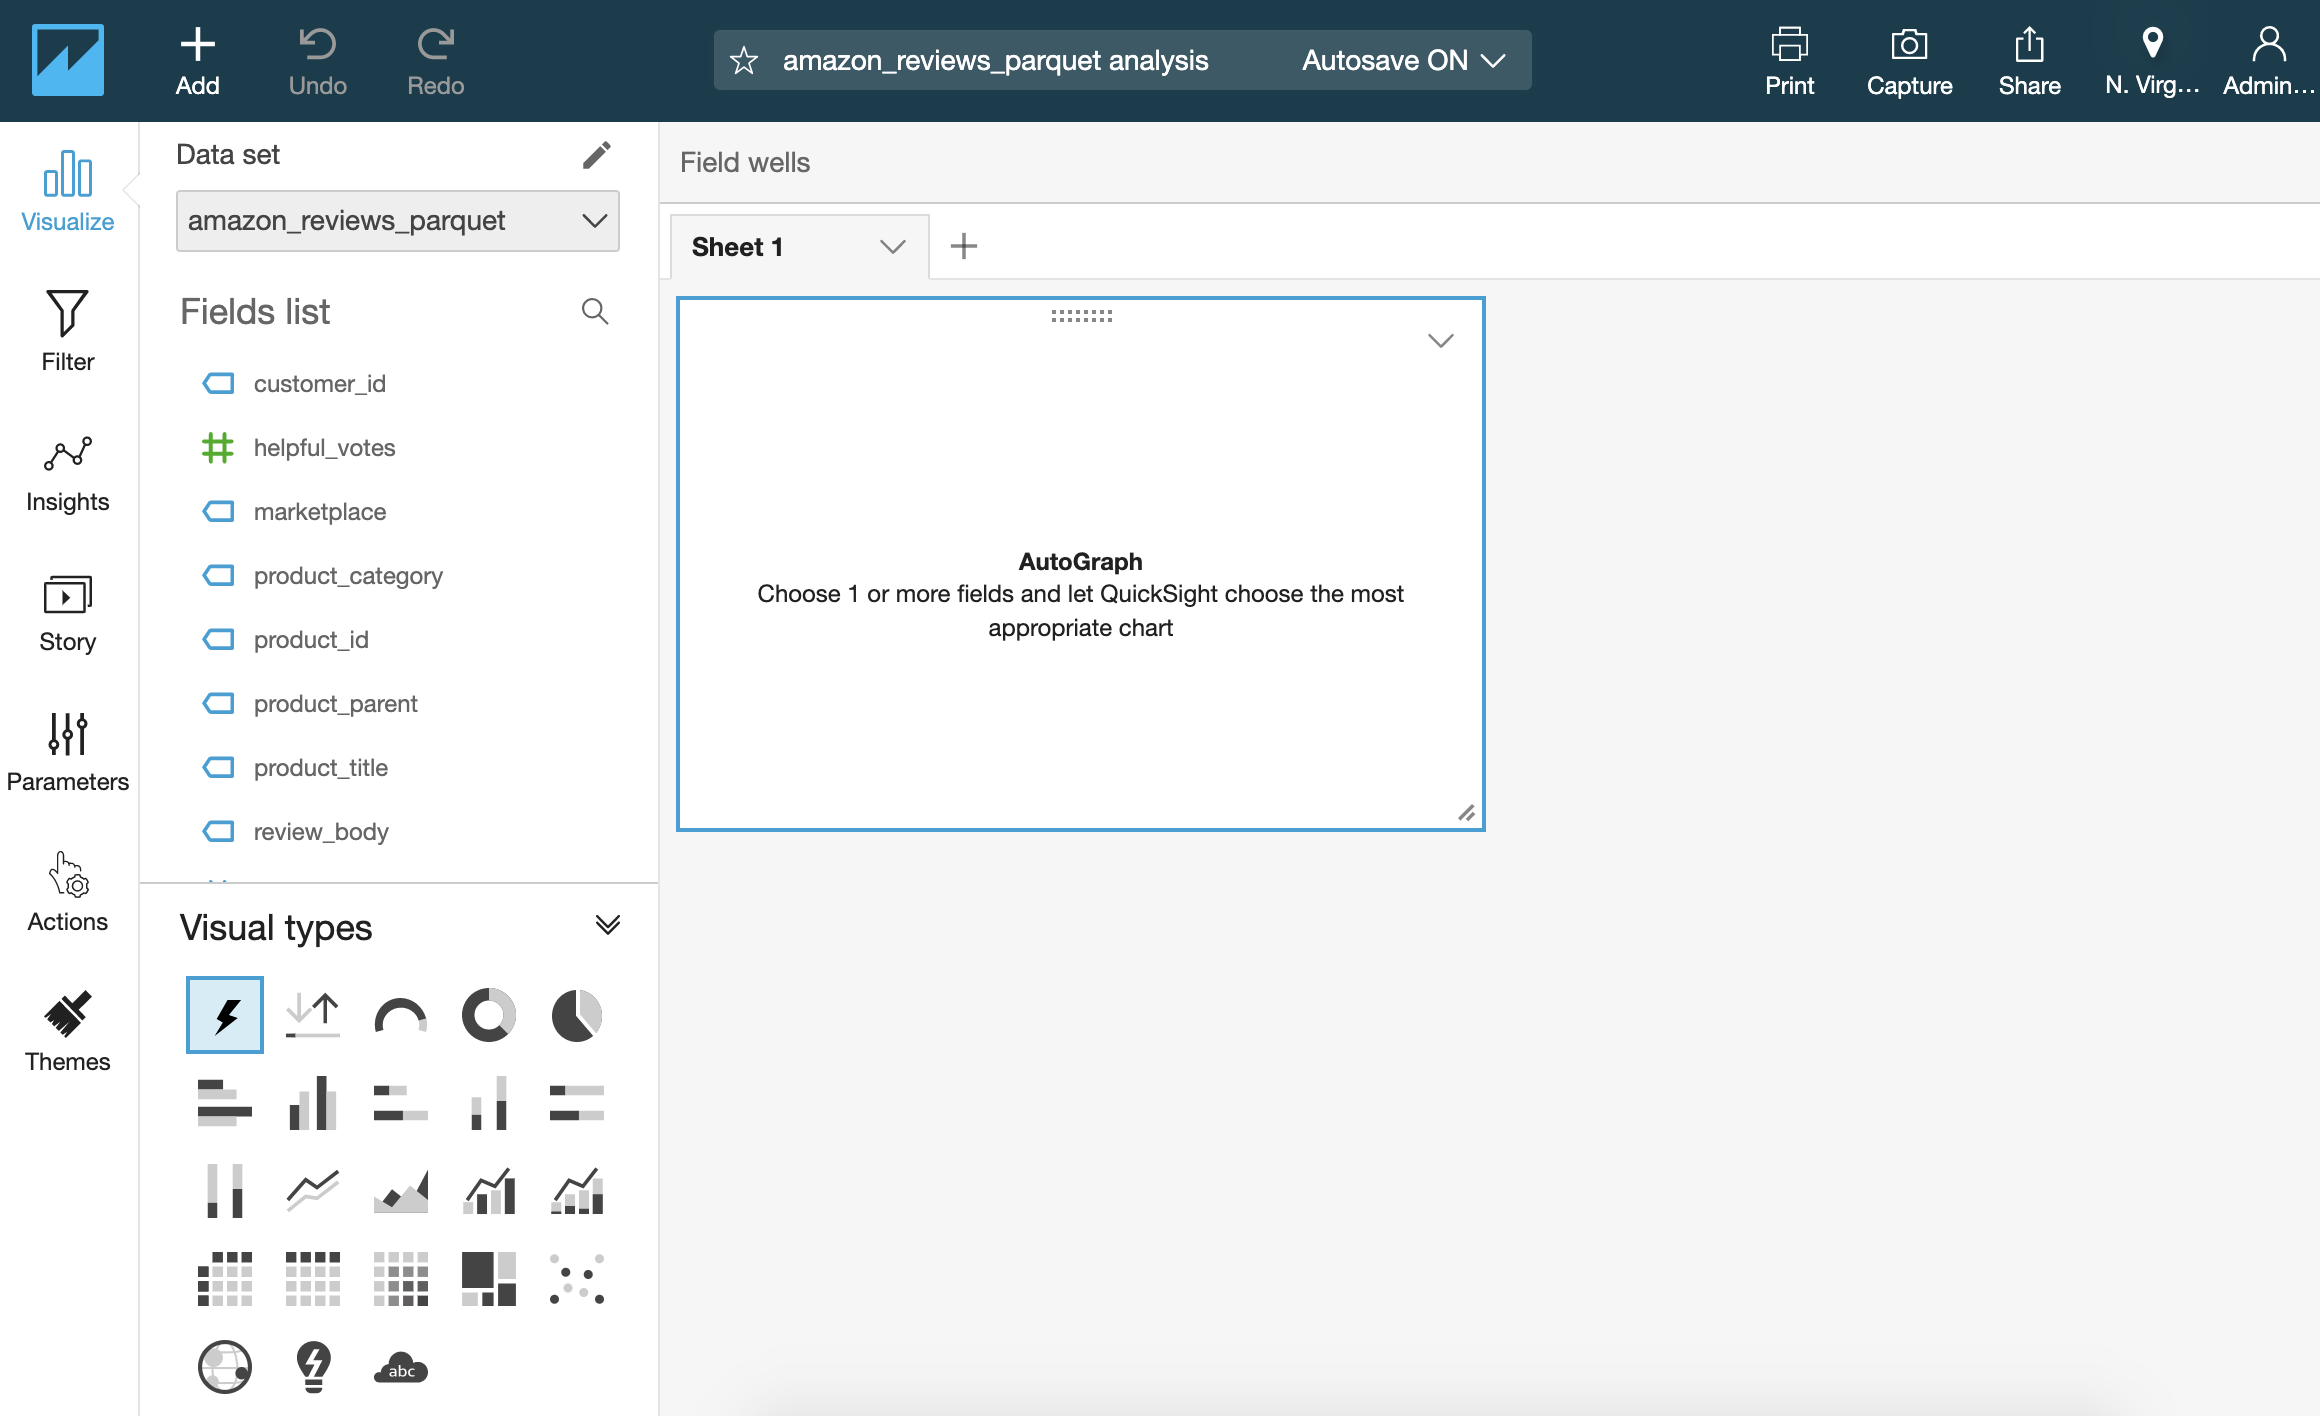 Add
Undo
Redo
amazon_reviews_parquet analysis
Autosave ON
Print
Capture
Share
N. Virg...
Admin...
Visualize
Filter
Insights
Story
Parameters
Actions
Themes
Data set
amazon_reviews_parquet
Fields list
customer_id
helpful_votes
marketplace
product_category
product_id
product_parent
product_title
review_body
Visual types
abc
Field wells
Sheet 1
AutoGraph
Choose 1 or more fields and let QuickSight choose the most
appropriate chart